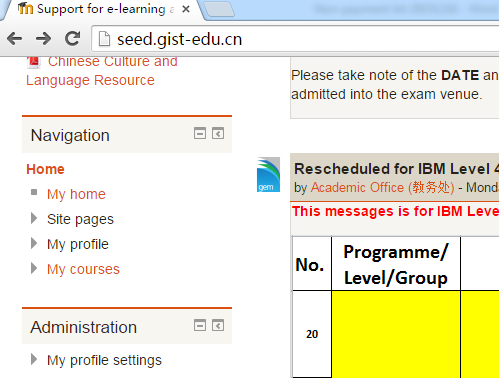 Support for e-learning a
seed.gist-edu.cn
Chinese Culture and
Language Resource
Navigation
Home
My home
Site pages
My profile
My courses
Administration
My profile settings
Please take note of the DATE an
admitted into the exam venue.
gem
Rescheduled for IBM Level 4
by Academic Office (教务处) - Monda
This messages is for IBM Leve
No.
Programme/
Level/Group
20